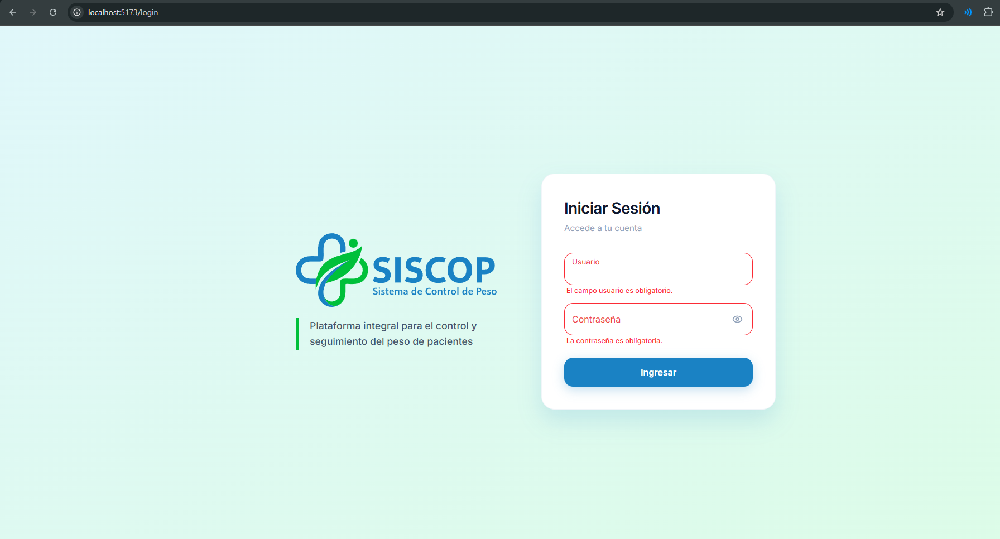 localhost:5173/login
SISCOP
Sistema de Control de Peso
Plataforma integral para el control y
seguimiento del peso de pacientes
Iniciar Sesión
Accede a tu cuenta
Usuario
El campo usuario es obligatorio.
Contraseña
La contraseña es obligatoria.
Ingresar